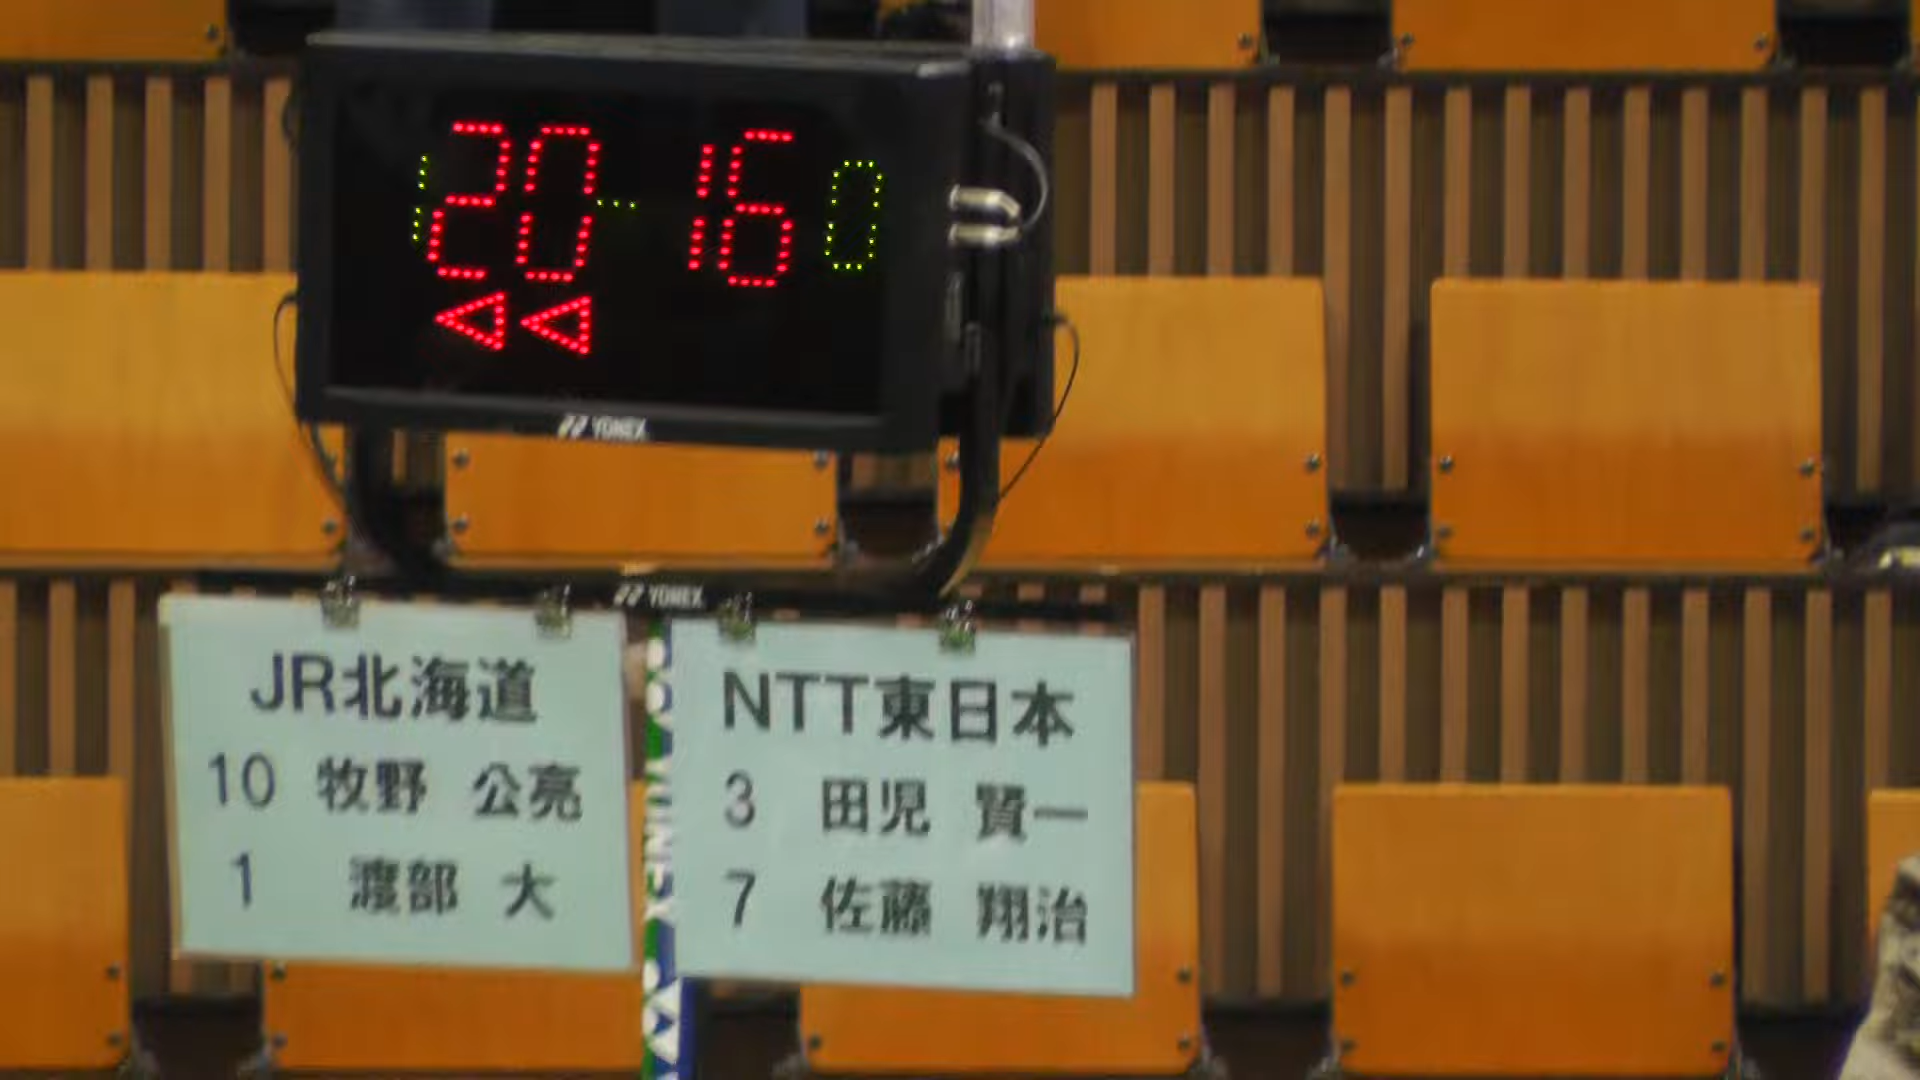 1 20 - 16 0
YONEX
YONEX
JR北海道
10 牧野 公亮
1 渡部 大
NTT東日本
3 田児 賢一
7 佐藤 翔治